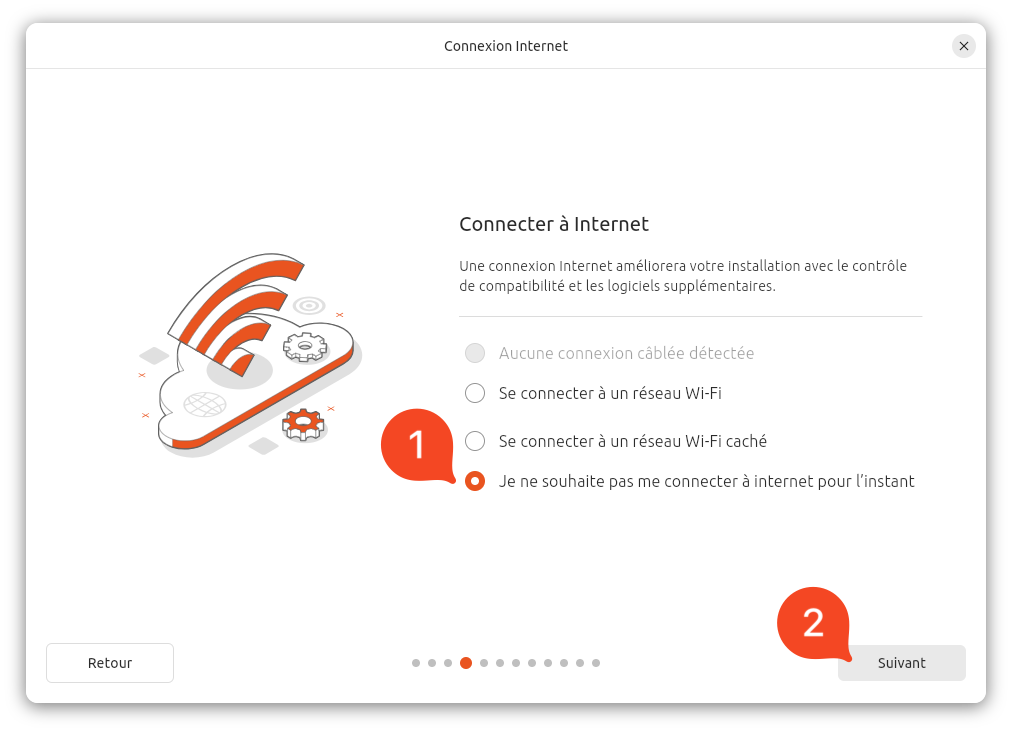 Connexion Internet
Connecter à Internet
Une connexion Internet améliorera votre installation avec le contrôle
de compatibilité et les logiciels supplémentaires.
Aucune connexion câblée détectée
Se connecter à un réseau Wi-Fi
Se connecter à un réseau Wi-Fi caché
1
Je ne souhaite pas me connecter à internet pour l’instant
2
Retour
Suivant